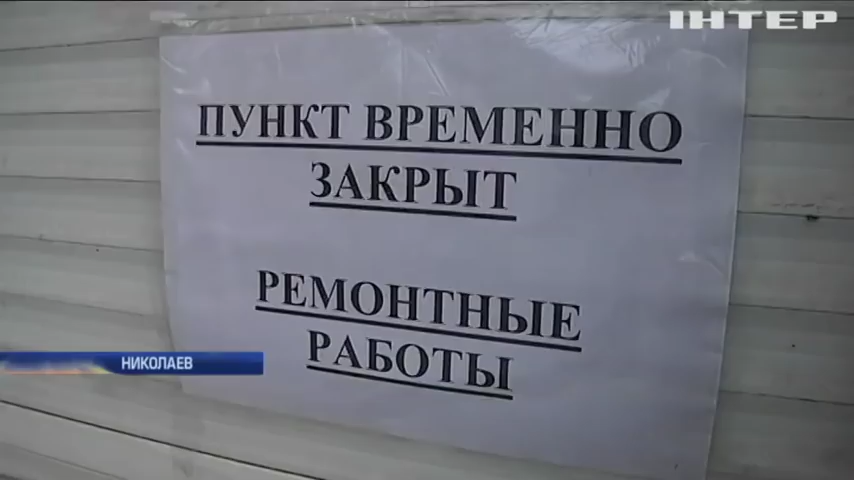 ІНТЕР
ПУНКТ ВРЕМЕННО
ЗАКРЫТ
РЕМОНТНЫЕ
РАБОТЫ
НИКОЛАЕВ